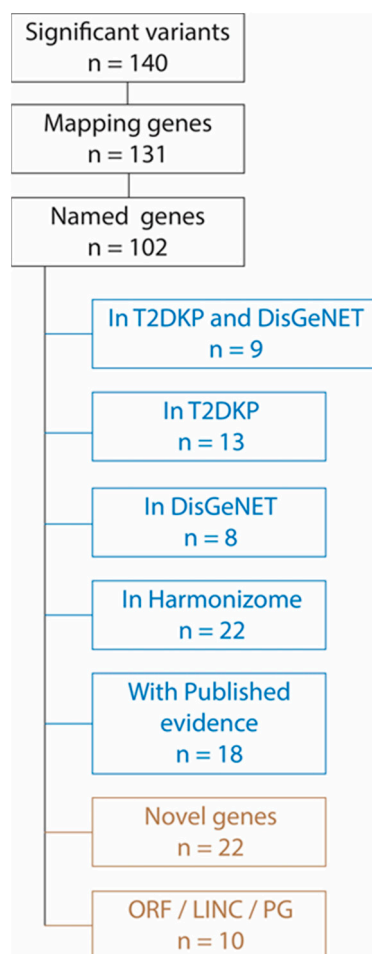 Significant variants
n = 140
Mapping genes
n = 131
Named genes
n = 102
In T2DKP and DisGeNET
n = 9
In T2DKP
n = 13
In DisGeNET
n = 8
In Harmonizome
n = 22
With Published
evidence
n = 18
Novel genes
n = 22
ORF / LINC / PG
n = 10